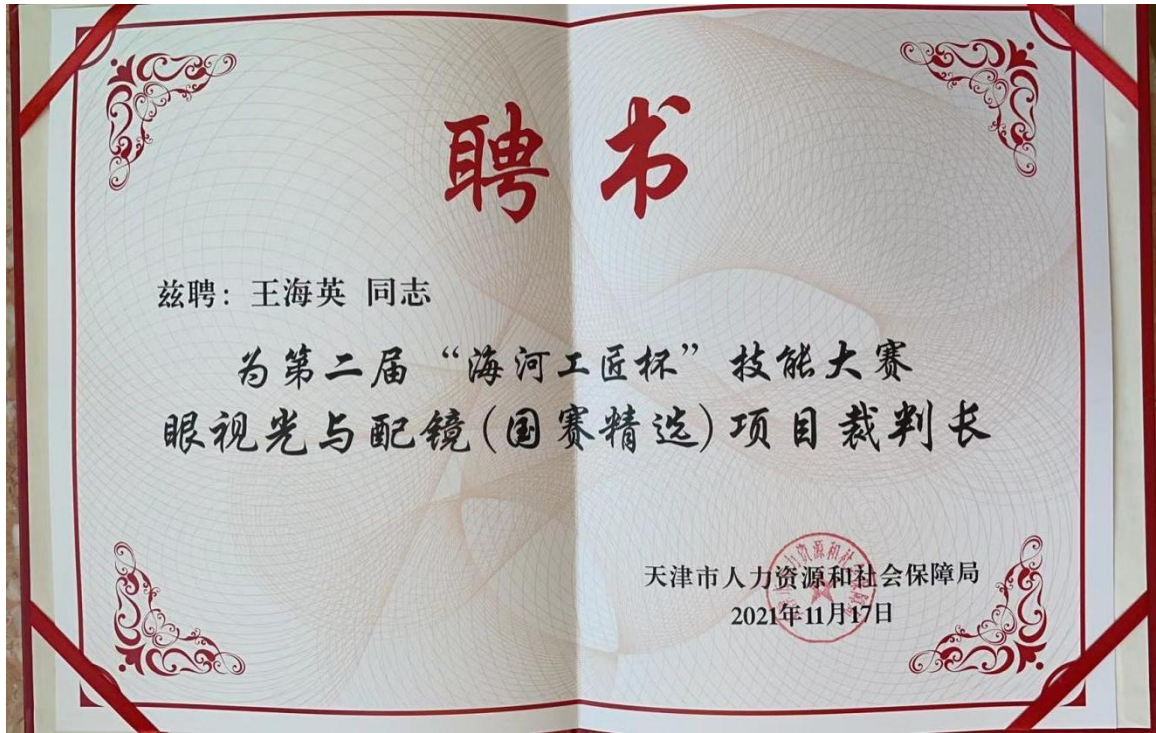 聘书
兹聘：王海英 同志
为第二届“海河工匠杯”技能大赛
眼视光与配镜(国赛精选)项目裁判长
天津市人力资源和社会保障局
2021年11月17日